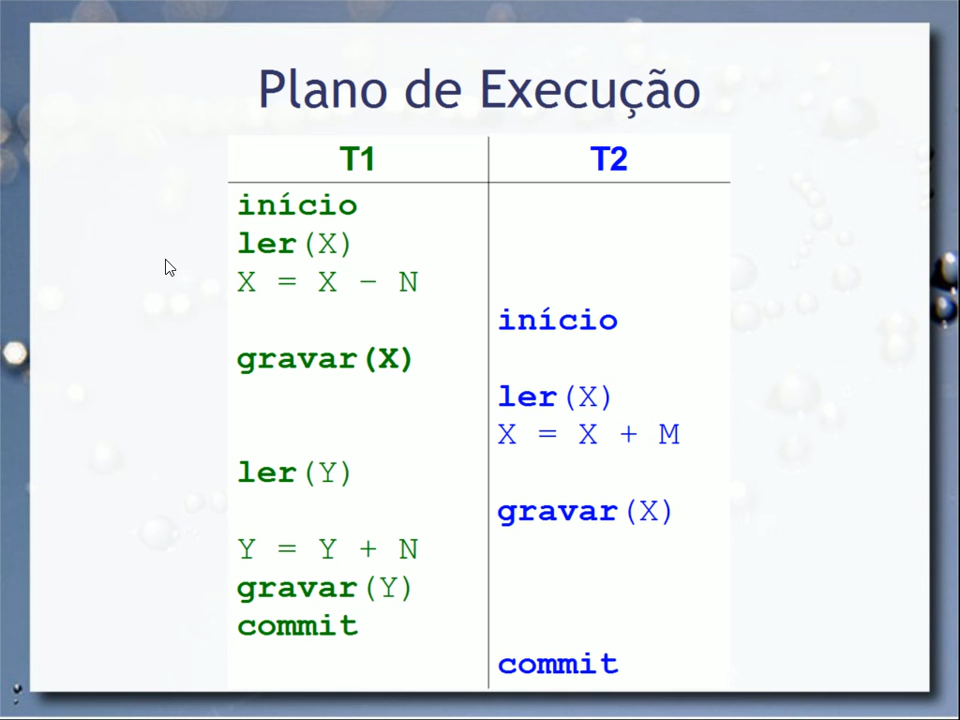 Plano de Execução
T1 T2
início
ler(X)
X = X – N
início
gravar(X)
ler(X)
X = X + M
ler(Y)
gravar(X)
Y = Y + N
gravar(Y)
commit
commit